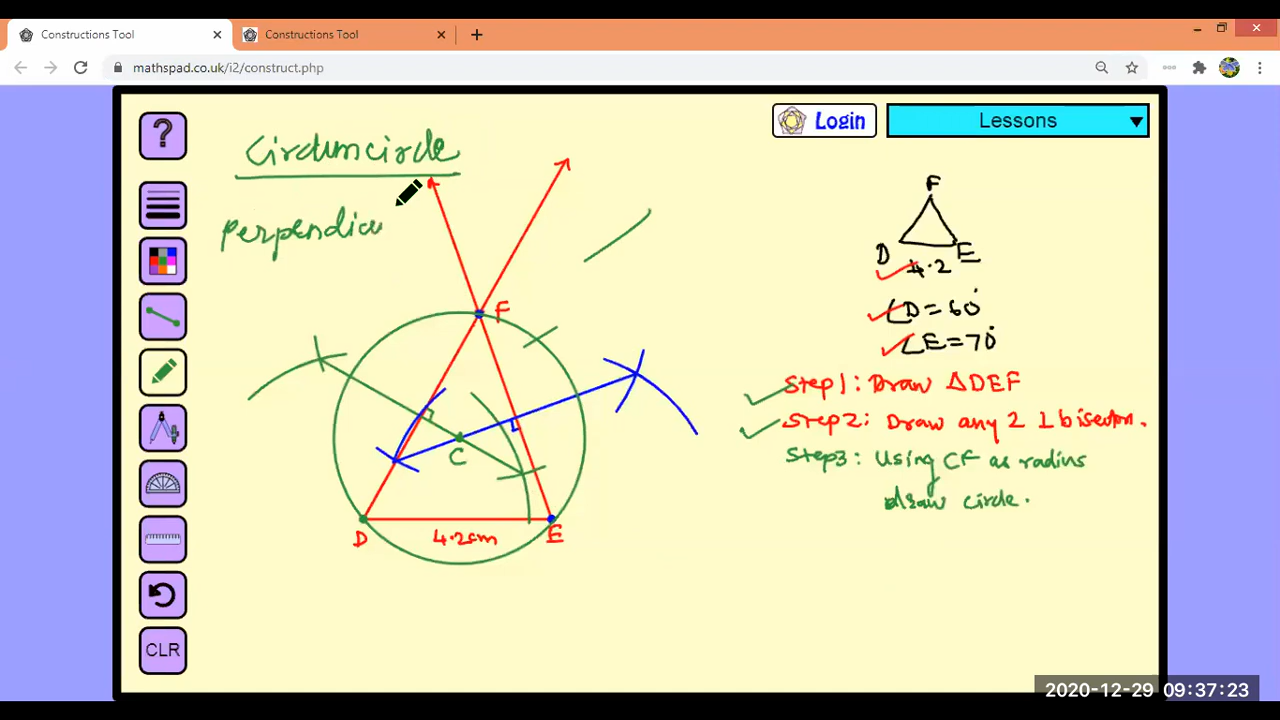 Constructions Tool
Constructions Tool
mathspad.co.uk/i2/construct.php
?
Login
Lessons
Circumcircle
perpendicu
F
D
E
4.2
∠D=60°
∠E=70°
Step1: Draw △DEF
Step2: Draw any 2 ⊥ bisectors.
Step3: Using CF as radius
draw circle.
F
C
D
4.2cm
E
CLR
2020-12-29 09:37:23